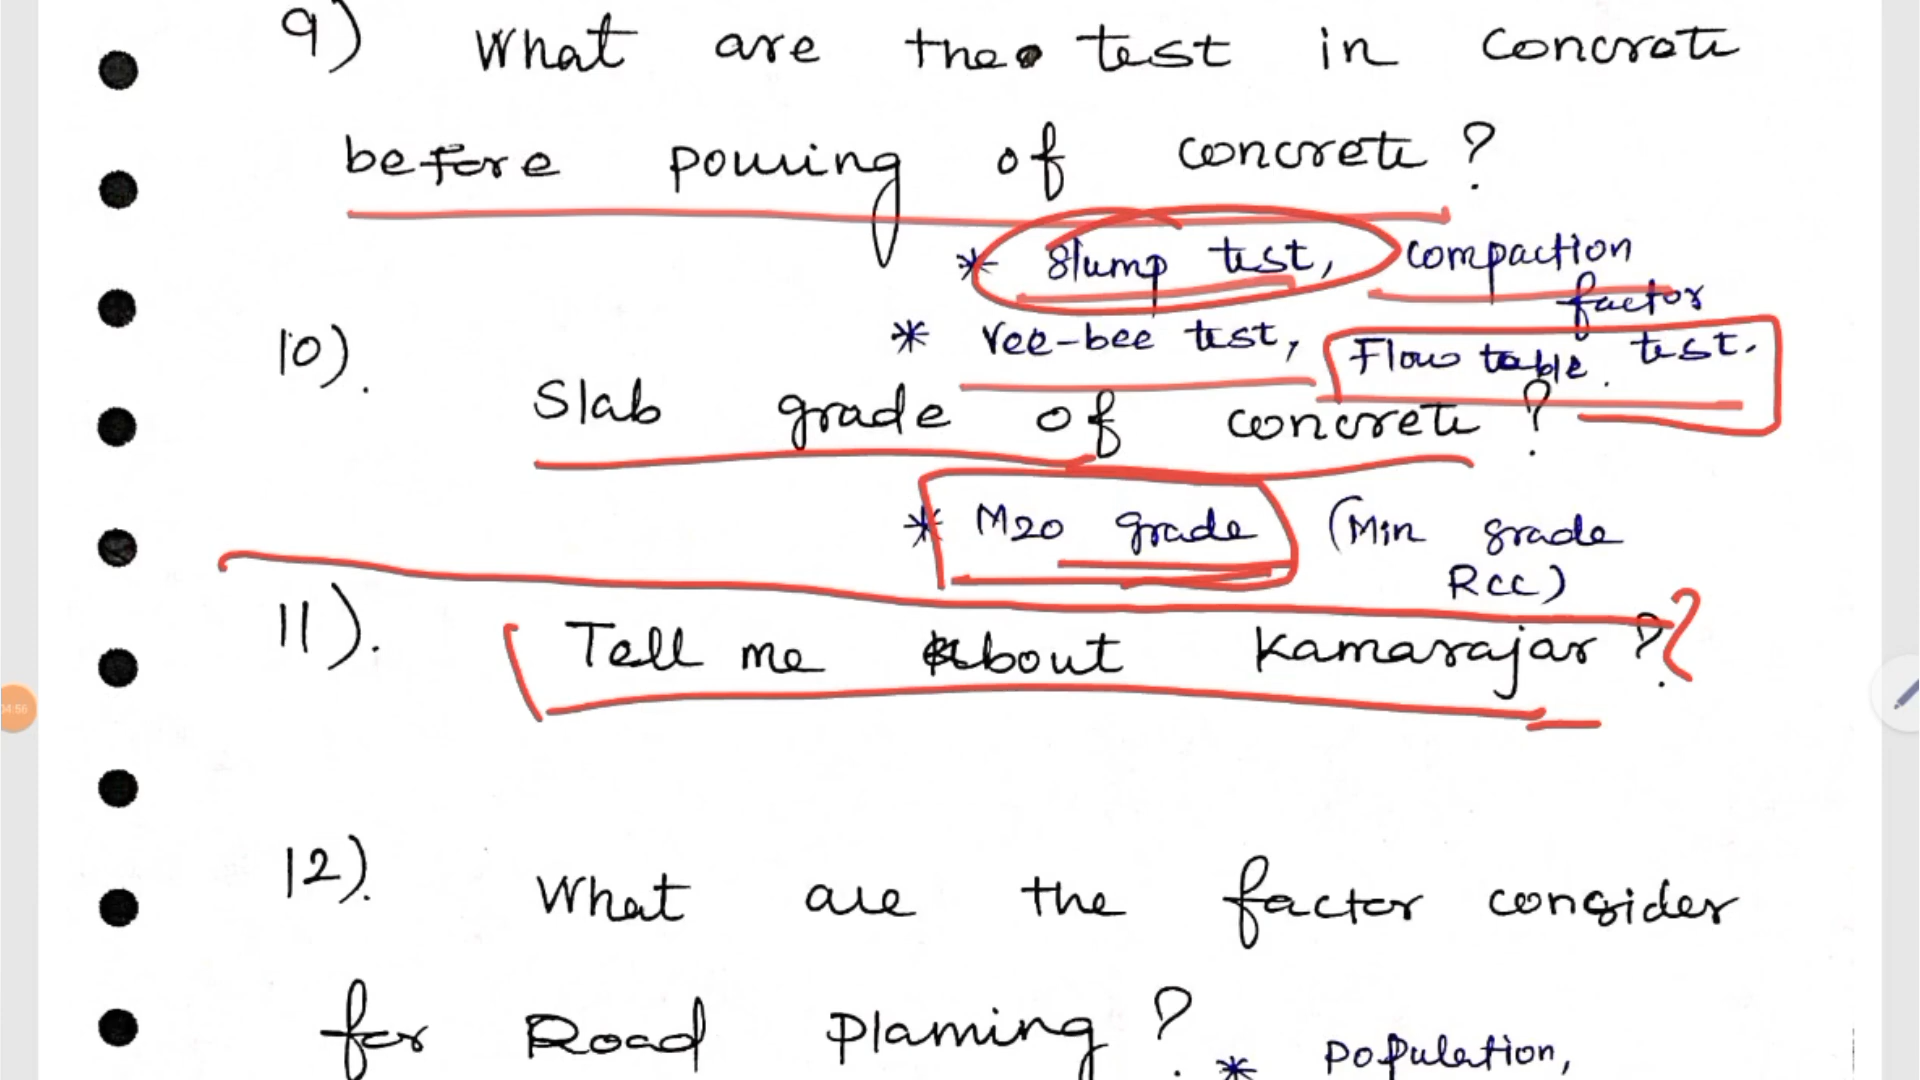 9) What are the test in concrete
before pouring of concrete ?
* Slump test, compaction
factor
* Vee-bee test, Flow table test.
10). Slab grade of concrete ?
* M20 grade (Min grade
RCC)
11). Tell me about Kamarajar ?
04:56
12). What are the factor consider
for Road planning ?
* Population,